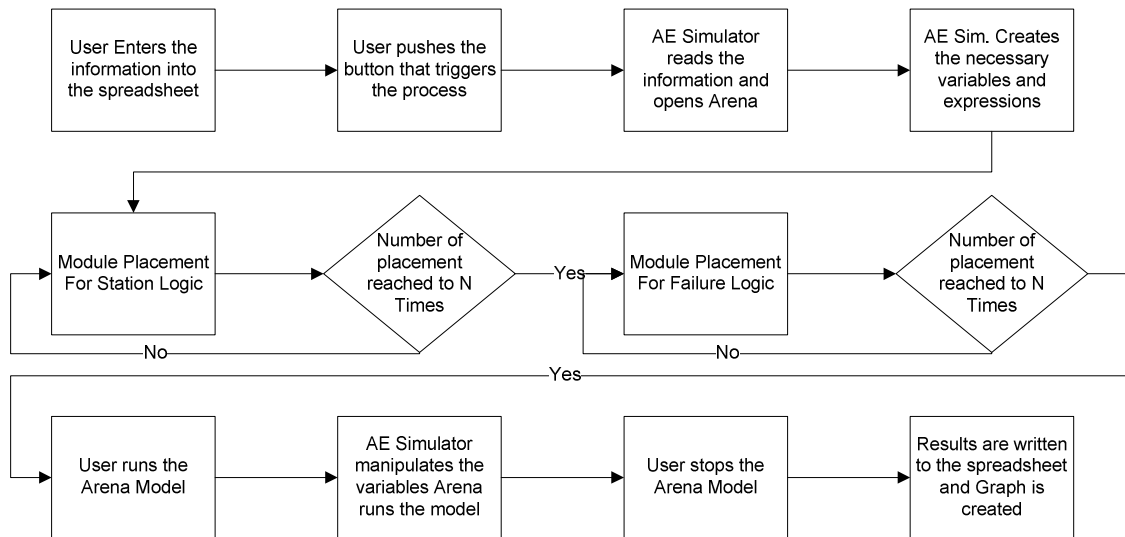 User Enters the
information into
the spreadsheet
User pushes the
button that triggers
the process
AE Simulator
reads the
information and
opens Arena
AE Sim. Creates
the necessary
variables and
expressions
Module Placement
For Station Logic
Number of
placement
reached to N
Times
Yes
Module Placement
For Failure Logic
Number of
placement
reached to N
Times
No
No
Yes
User runs the
Arena Model
AE Simulator
manipulates the
variables Arena
runs the model
User stops the
Arena Model
Results are written
to the spreadsheet
and Graph is
created